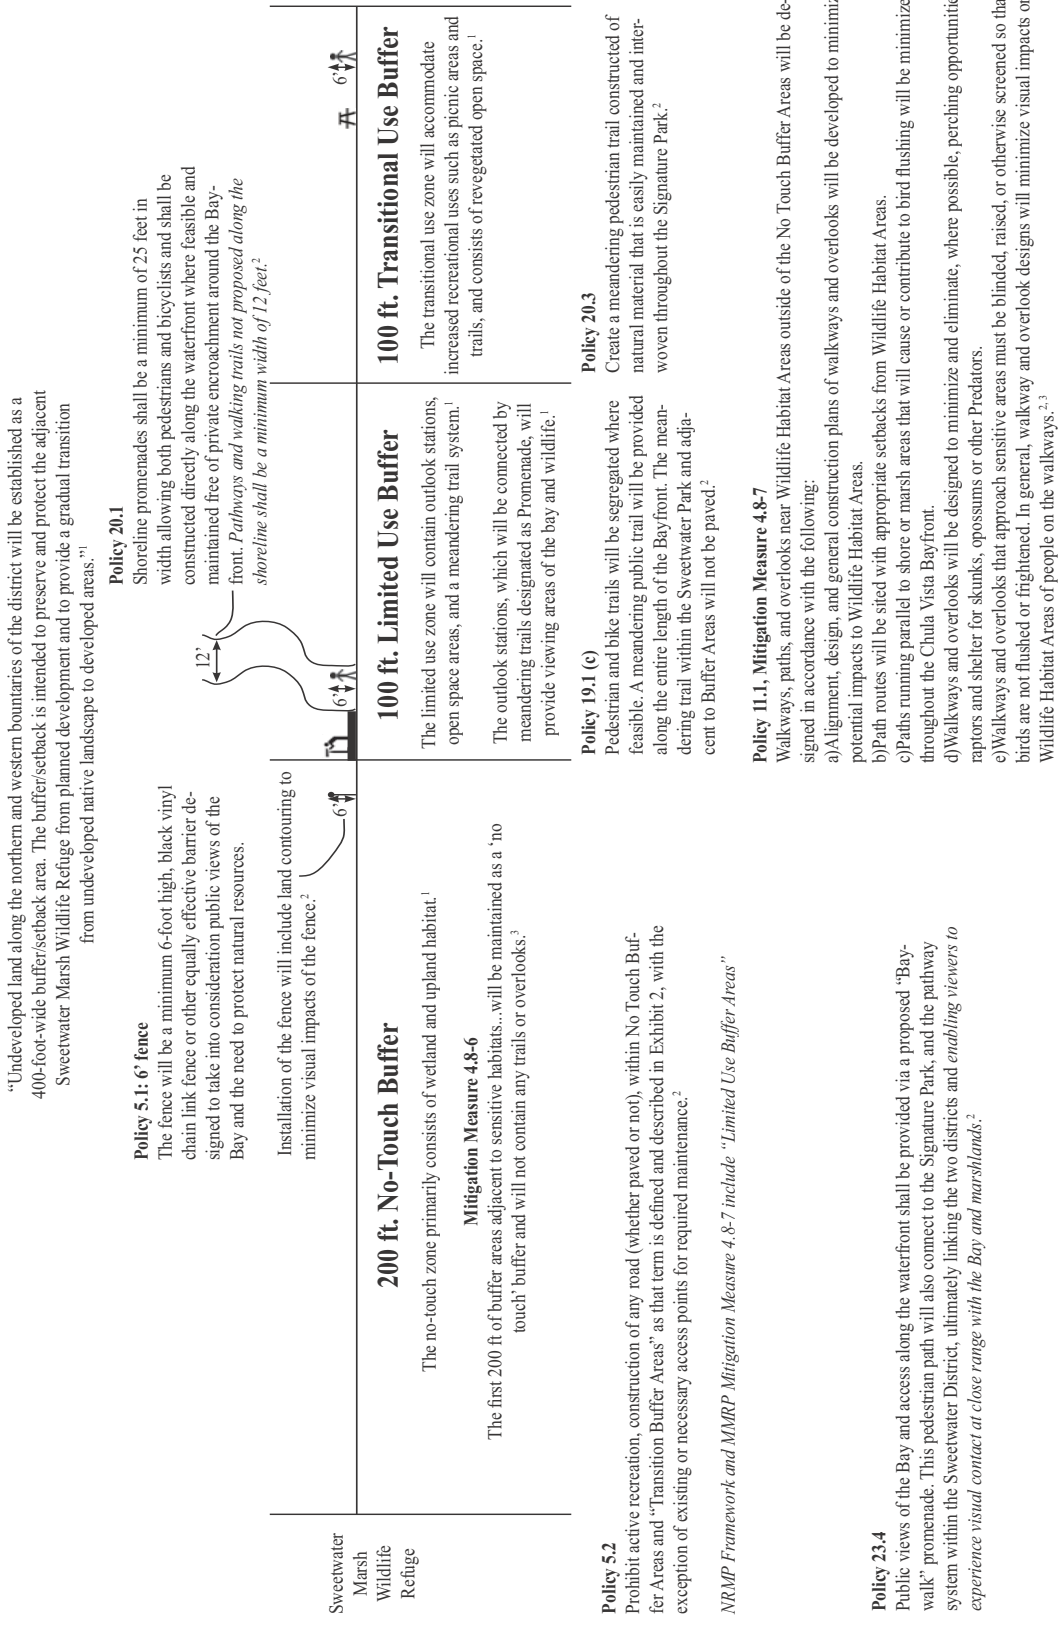 “Undeveloped land along the northern and western bountaries of the district will be established as a
400-foot-wide buffer/setback area. The buffer/setback is intended to preserve and protect the adjacent
Sweetwater Marsh Wildlife Refuge from planned development and to provide a gradual transition
from undeveloped native landscape to developed areas.”1
Policy 5.1: 6’ fence
The fence will be a minimum 6-foot high, black vinyl
chain link fence or other equally effective barrier de-
signed to take into consideration public views of the
Bay and the need to protect natural resources.
Installation of the fence will include land contouring to
minimize visual impacts of the fence.2
Policy 20.1
Shoreline promenades shall be a minimum of 25 feet in
width allowing both pedestrians and bicyclists and shall be
constructed directly along the waterfront where feasible and
maintained free of private encroachment around the Bay-
front. Pathways and walking trails not proposed along the
shoreline shall be a minimum width of 12 feet.2
12’
6’
6’
6’
Sweetwater
Marsh
Wildlife
Refuge
200 ft. No-Touch Buffer
The no-touch zone primarily consists of wetland and upland habitat.1
Mitigation Measure 4.8-6
The first 200 ft of buffer areas adjacent to sensitive habitats...will be maintained as a ‘no
touch’ buffer and will not contain any trails or overlooks.3
100 ft. Limited Use Buffer
The limited use zone will contain outlook stations,
open space areas, and a meandering trail system.1
The outlook stations, which will be connected by
meandering trails designated as Promenade, will
provide viewing areas of the bay and wildlife.1
100 ft. Transitional Use Buffer
The transitional use zone will accommodate
increased recreational uses such as picnic areas and
trails, and consists of revegetated open space.1
Policy 5.2
Prohibit active recreation, construction of any road (whether paved or not), within No Touch Buf-
fer Areas and “Transition Buffer Areas” as that term is defined and described in Exhibit 2, with the
exception of existing or necessary access points for required maintenance.2
NRMP Framework and MMRP Mitigation Measure 4.8-7 include “Limited Use Buffer Areas”
Policy 19.1 (c)
Pedestrian and bike trails will be segregated where
feasible. A meandering public trail will be provided
along the entire length of the Bayfront. The mean-
dering trail within the Sweetwater Park and adja-
cent to Buffer Areas will not be paved.2
Policy 20.3
Create a meandering pedestrian trail constructed of
natural material that is easily maintained and inter-
woven throughout the Signature Park.2
Policy 23.4
Public views of the Bay and access along the waterfront shall be provided via a proposed “Bay-
walk” promenade. This pedestrian path will also connect to the Signature Park, and the pathway
system within the Sweetwater District, ultimately linking the two districts and enabling viewers to
experience visual contact at close range with the Bay and marshlands.2
Policy 11.1, Mitigation Measure 4.8-7
Walkways, paths, and overlooks near Wildlife Habitat Areas outside of the No Touch Buffer Areas will be de-
signed in accordance with the following:
a)Alignment, design, and general construction plans of walkways and overlooks will be developed to minimiz
potential impacts to Wildlife Habitat Areas.
b)Path routes will be sited with appropriate setbacks from Wildlife Habitat Areas.
c)Paths running parallel to shore or marsh areas that will cause or contribute to bird flushing will be minimize
throughout the Chula Vista Bayfront.
d)Walkways and overlooks will be designed to minimize and eliminate, where possible, perching opportunitie
raptors and shelter for skunks, opossums or other Predators.
e)Walkways and overlooks that approach sensitive areas must be blinded, raised, or otherwise screened so tha
birds are not flushed or frightened. In general, walkway and overlook designs will minimize visual impacts on
Wildlife Habitat Areas of people on the walkways.2, 3